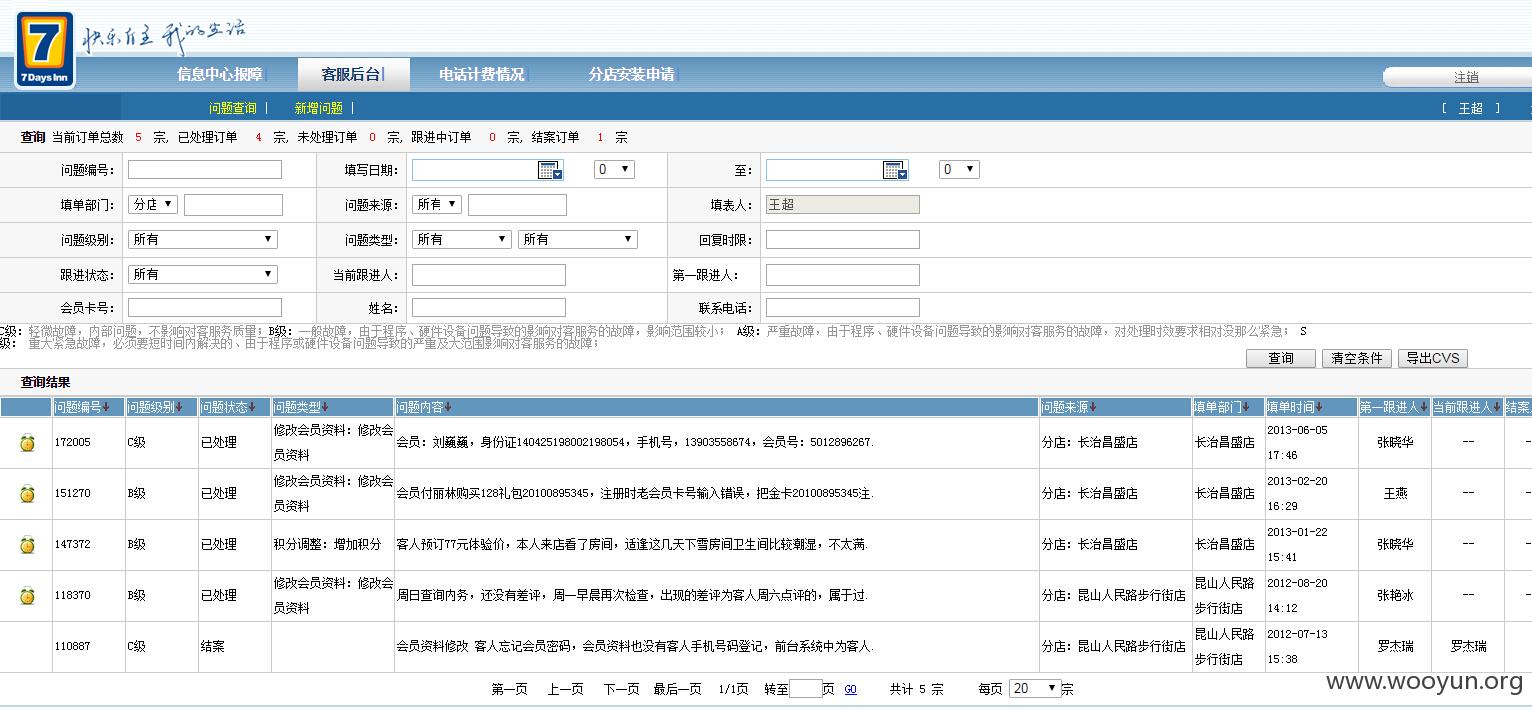 7 快乐自主 我的生活
7DaysInn
信息中心报障 | 客服后台 | 电话计费情况 | 分店安装申请 | 注销
问题查询 | 新增问题 | [ 王超 ]
查询 当前订单总数 5 宗, 已处理订单 4 宗, 未处理订单 0 宗, 跟进中订单 0 宗, 结案订单 1 宗
问题编号: 填写日期: 0 至: 0
填单部门: 分店 问题来源: 所有 填表人: 王超
问题级别: 所有 问题类型: 所有 所有 回复时限:
跟进状态: 所有 当前跟进人: 第一跟进人:
会员卡号: 姓名: 联系电话:
C级: 轻微故障, 内部问题, 不影响对客服务质量; B级: 一般故障, 由于程序、硬件设备问题导致的影响对客服务的故障, 影响范围较小; A级: 严重故障, 由于程序、硬件设备问题导致的影响对客服务的故障, 对处理时效要求相对没那么紧急; S
级: 重大紧急故障, 必须要短时间内解决的、由于程序或硬件设备问题导致的严重及大范围影响对客服务的故障;
查询 清空条件 导出CVS
查询结果
问题编号↓ 问题级别↓ 问题状态↓ 问题类型↓ 问题内容↓ 问题来源↓ 填单部门↓ 填单时间↓ 第一跟进人↓ 当前跟进人↓ 结案
172005 C级 已处理 修改会员资料: 修改会员资料 会员: 刘巍巍, 身份证140425198002198054, 手机号, 13903558674, 会员号: 5012896267. 分店: 长治昌盛店 长治昌盛店 2013-06-05 17:46 张晓华 --
151270 B级 已处理 修改会员资料: 修改会员资料 会员付丽林购买128礼包20100895345, 注册时老会员卡号输入错误, 把金卡20100895345注. 分店: 长治昌盛店 长治昌盛店 2013-02-20 16:29 王燕 --
147372 B级 已处理 积分调整: 增加积分 客人预订77元体验价, 本人来店看了房间, 适逢这几天下雪房间卫生间比较潮湿, 不太满. 分店: 长治昌盛店 长治昌盛店 2013-01-22 15:41 张晓华 --
118370 B级 已处理 修改会员资料: 修改会员资料 周日查询内务, 还没有差评, 周一早晨再次检查, 出现的差评为客人周六点评的, 属于过. 分店: 昆山人民路步行街店 昆山人民路步行街店 2012-08-20 14:12 张艳冰 --
110887 C级 结案 会员资料修改 客人忘记会员密码, 会员资料也没有客人手机号码登记, 前台系统中为客人. 分店: 昆山人民路步行街店 昆山人民路步行街店 2012-07-13 15:38 罗杰瑞 罗杰瑞
第一页 上一页 下一页 最后一页 1/1页 转至 页 GO 共计 5 宗 每页 20 宗
www.wooyun.org